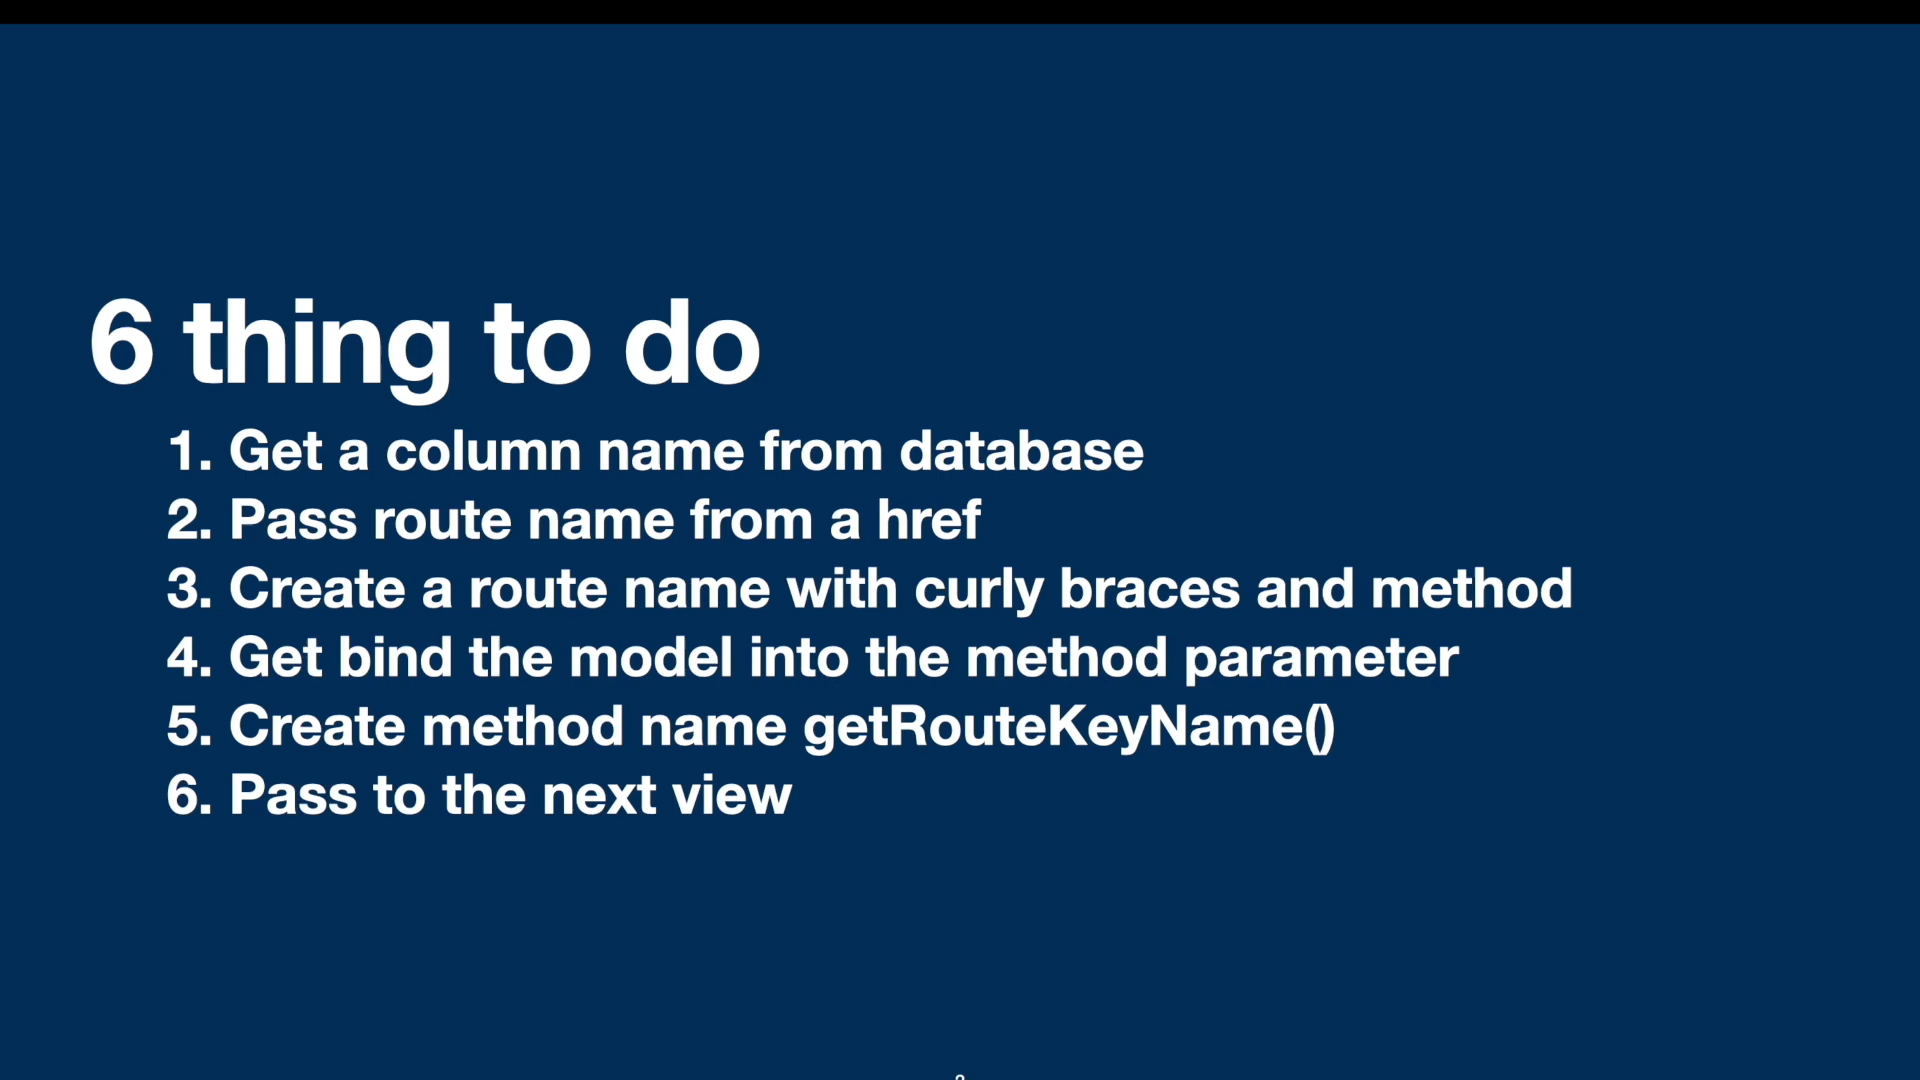 6 thing to do
1. Get a column name from database
2. Pass route name from a href
3. Create a route name with curly braces and method
4. Get bind the model into the method parameter
5. Create method name getRouteKeyName()
6. Pass to the next view